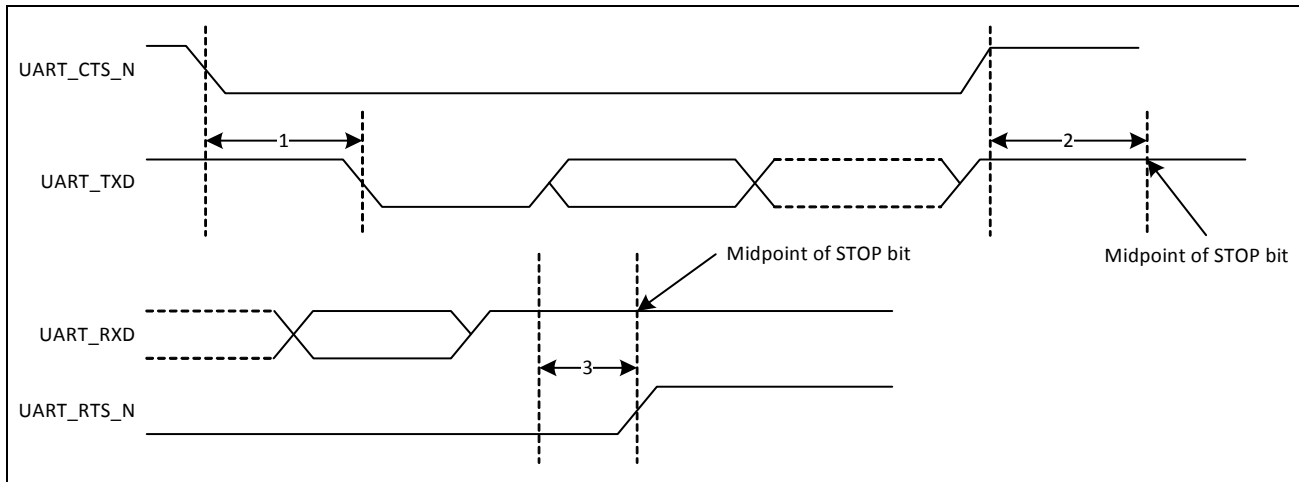 UART_CTS_N
1
2
UART_TXD
Midpoint of STOP bit
Midpoint of STOP bit
UART_RXD
3
UART_RTS_N